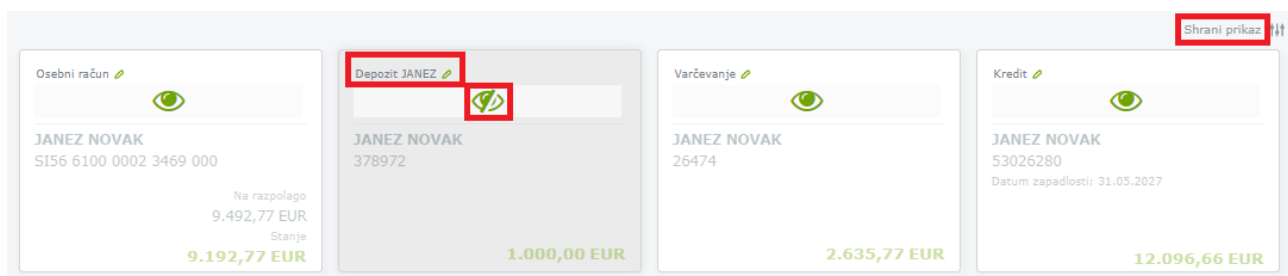 Shrani prikaz
Osebni račun
JANEZ NOVAK
SI56 6100 0002 3469 000
Na razpolago
9.492,77 EUR
Stanje
9.192,77 EUR
Depozit JANEZ
JANEZ NOVAK
378972
1.000,00 EUR
Varčevanje
JANEZ NOVAK
26474
2.635,77 EUR
Kredit
JANEZ NOVAK
53026280
Datum zapadlosti: 31.05.2027
12.096,66 EUR